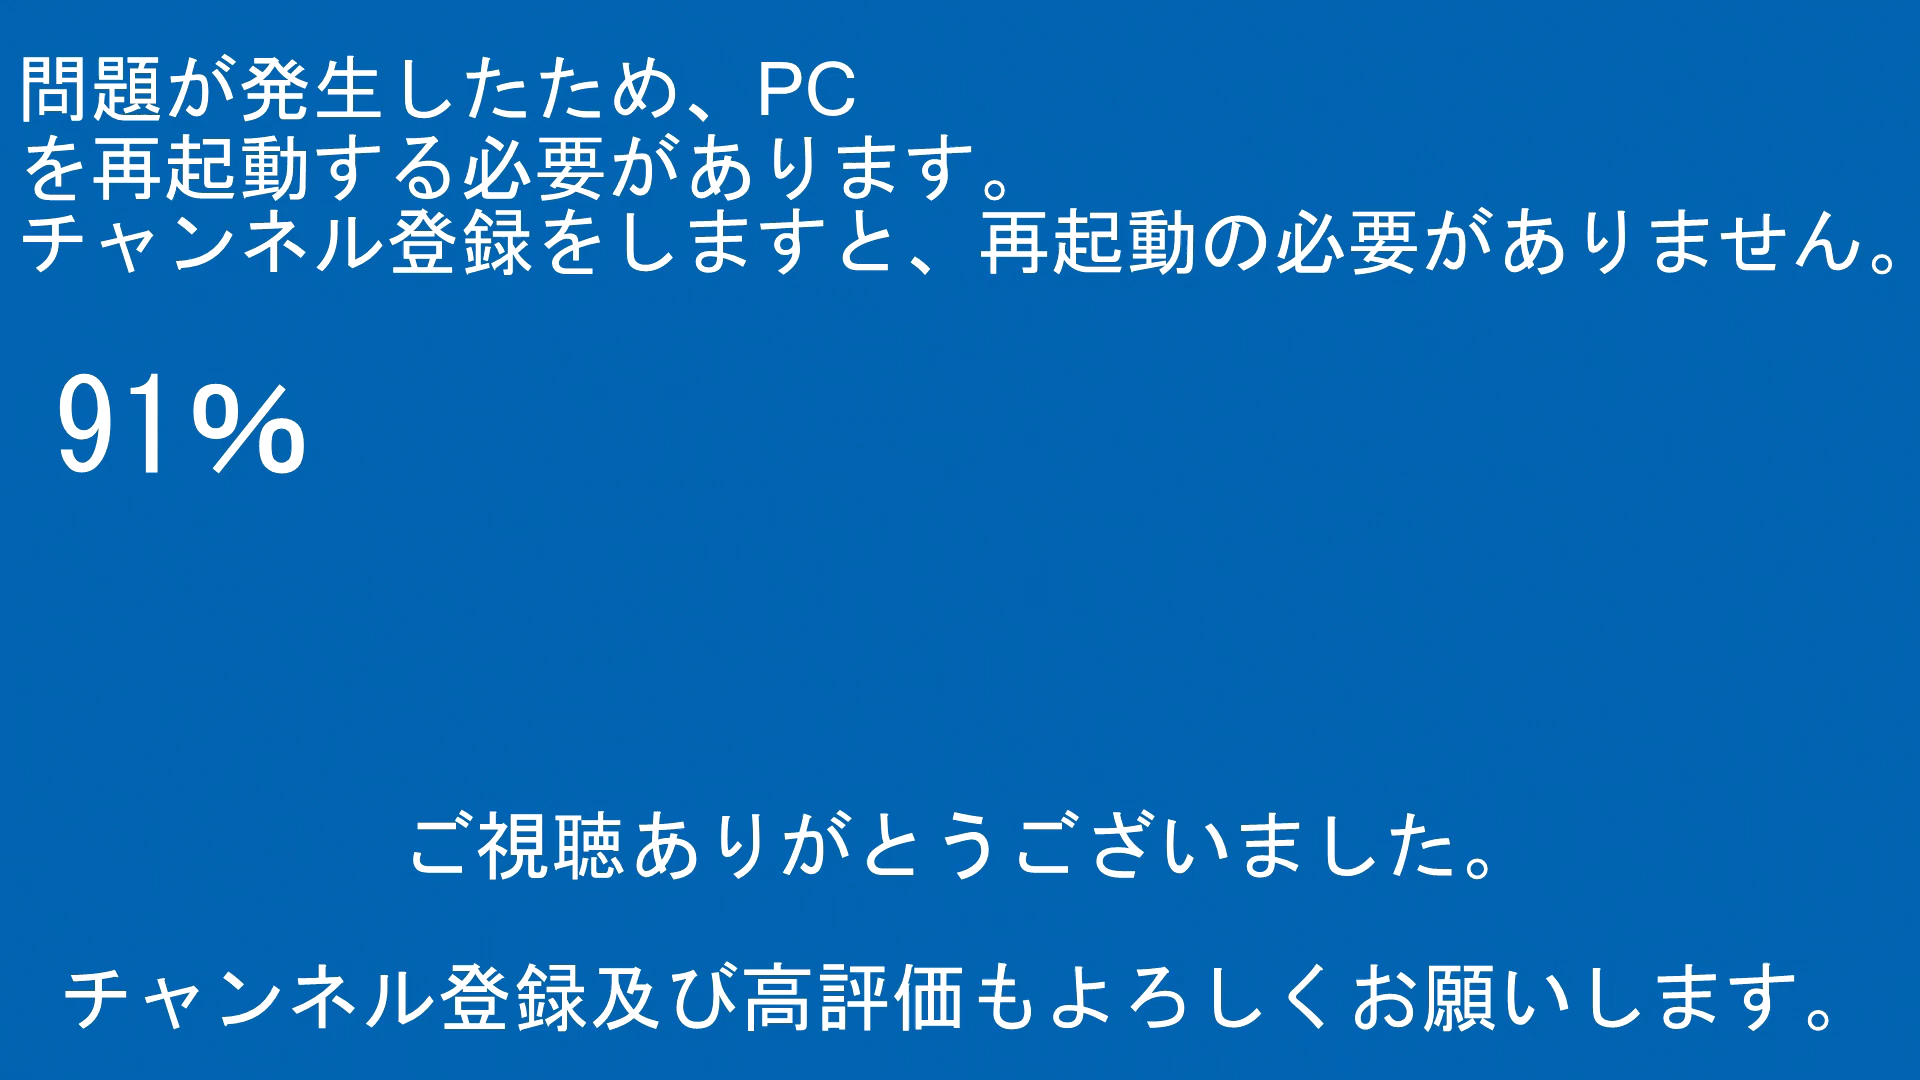 問題が発生したため、PC
を再起動する必要があります。
チャンネル登録をしますと、再起動の必要がありません。
91%
ご視聴ありがとうございました。
チャンネル登録及び高評価もよろしくお願いします。